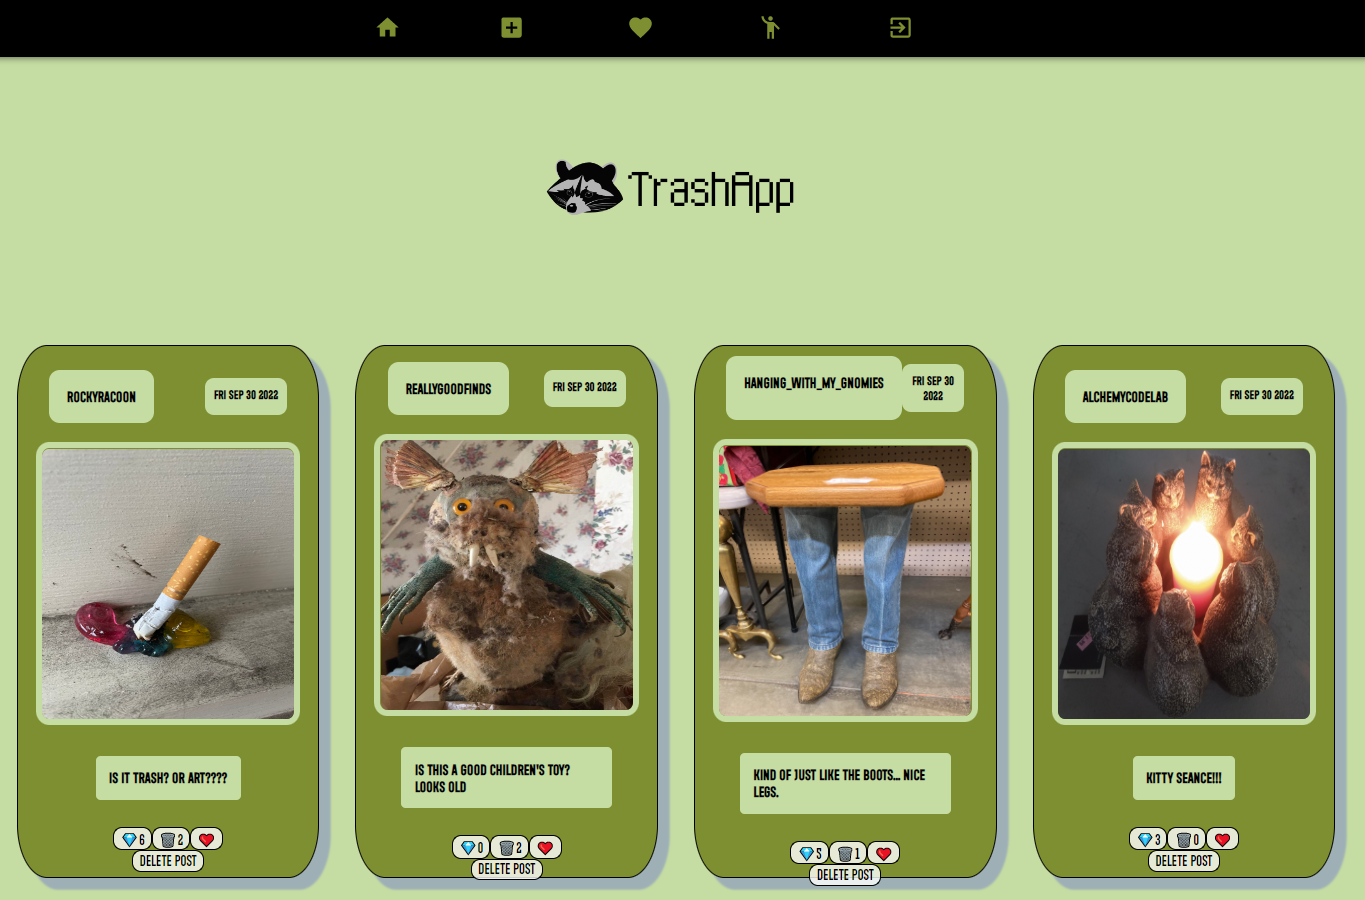 TrashApp
ROCKYRACOON
FRI SEP 30 2022
IS IT TRASH? OR ART????
6
2
DELETE POST
REALLYGOODFINDS
FRI SEP 30 2022
IS THIS A GOOD CHILDREN'S TOY?
LOOKS OLD
0
2
DELETE POST
HANGING_WITH_MY_GNOMIES
FRI SEP 30
2022
KIND OF JUST LIKE THE BOOTS... NICE
LEGS.
5
1
DELETE POST
ALCHEMYCODELAB
FRI SEP 30 2022
KITTY SEANCE!!!
3
0
DELETE POST